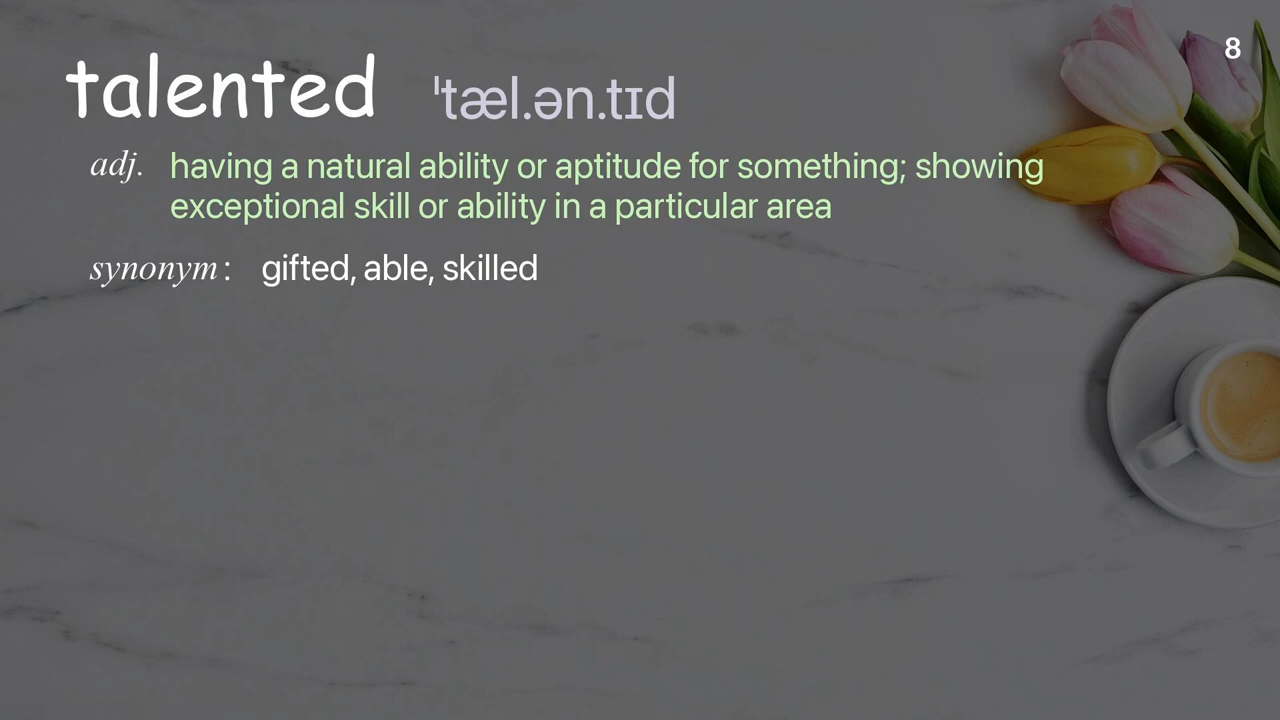 8
talented ˈtæl.ən.tɪd
adj. having a natural ability or aptitude for something; showing
exceptional skill or ability in a particular area
synonym : gifted, able, skilled